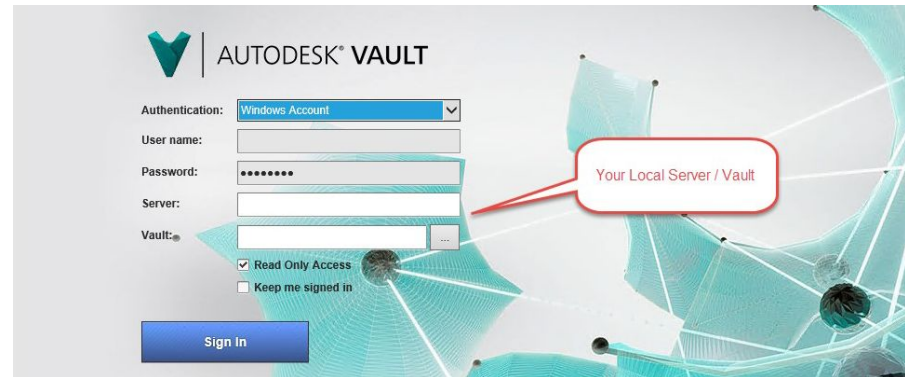 AUTODESK® VAULT
Authentication: Windows Account
User name:
Password: ••••••••
Server:
Vault: ...
Read Only Access
Keep me signed in
Sign In
Your Local Server / Vault